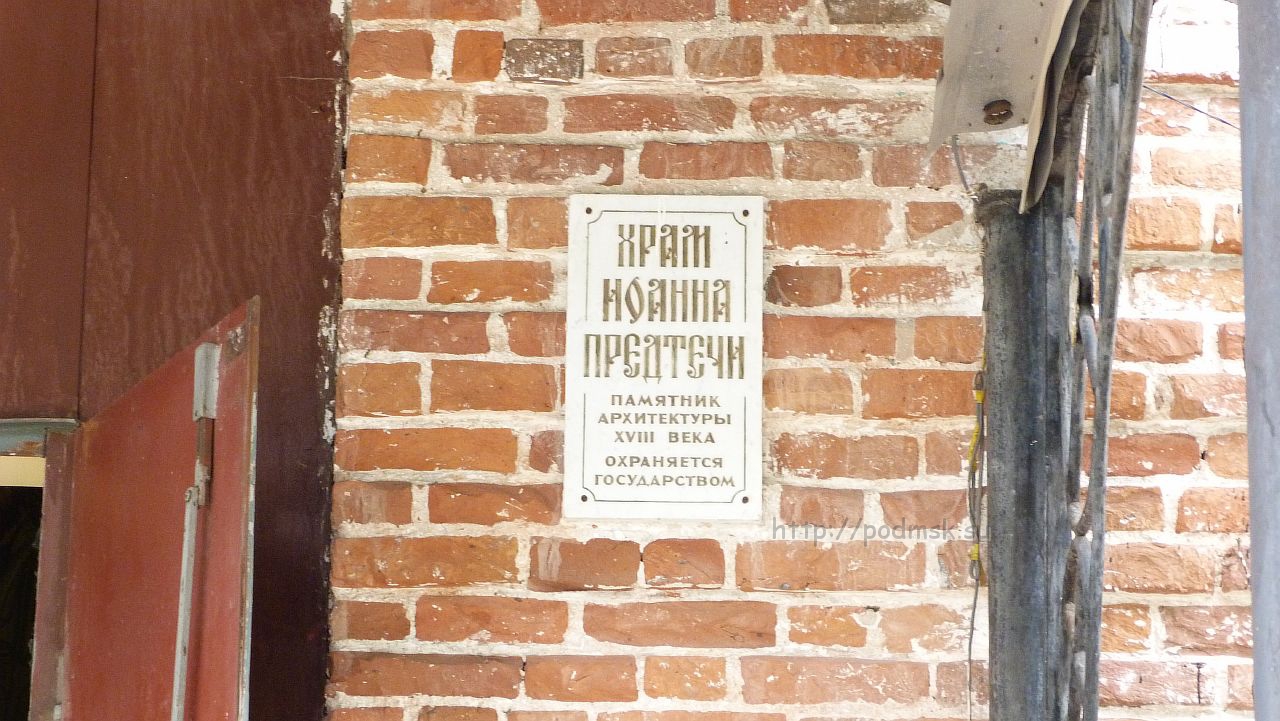 ХРАМ
ИОАННА
ПРЕДТЕЧИ
ПАМЯТНИК
АРХИТЕКТУРЫ
XVIII ВЕКА
ОХРАНЯЕТСЯ
ГОСУДАРСТВОМ
http://podmsk.su